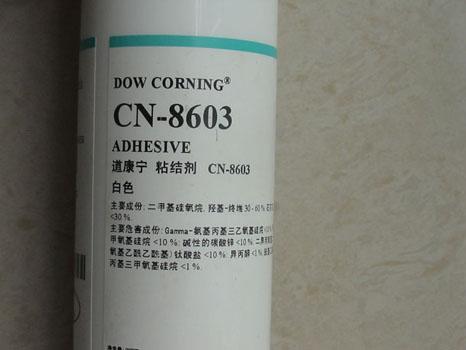 DOW CORNING®
CN-8603
ADHESIVE
道康宁 粘结剂 CN-8603
白色
主要成份: 二甲基硅氧烷, 羟基-终端 30-60%
<30%
主要危害成份: Gamma-氨基丙基三乙氧基硅烷
甲氧基硅烷 <10%; 碱性的碳酸锌 <10%;
氧基乙酰乙酰基) 钛酸盐 <10%; 异丙醇 <1%;
丙基三甲氧基硅烷 <1%